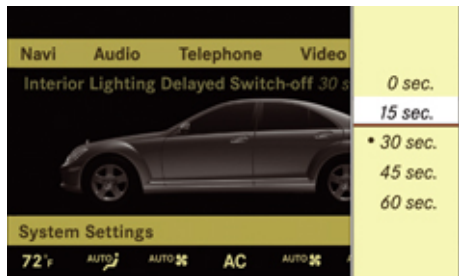 Navi Audio Telephone Video
Interior Lighting Delayed Switch-off 30 s
0 sec.
15 sec.
• 30 sec.
45 sec.
60 sec.
System Settings
72°F AUTO AUTO AC AUTO